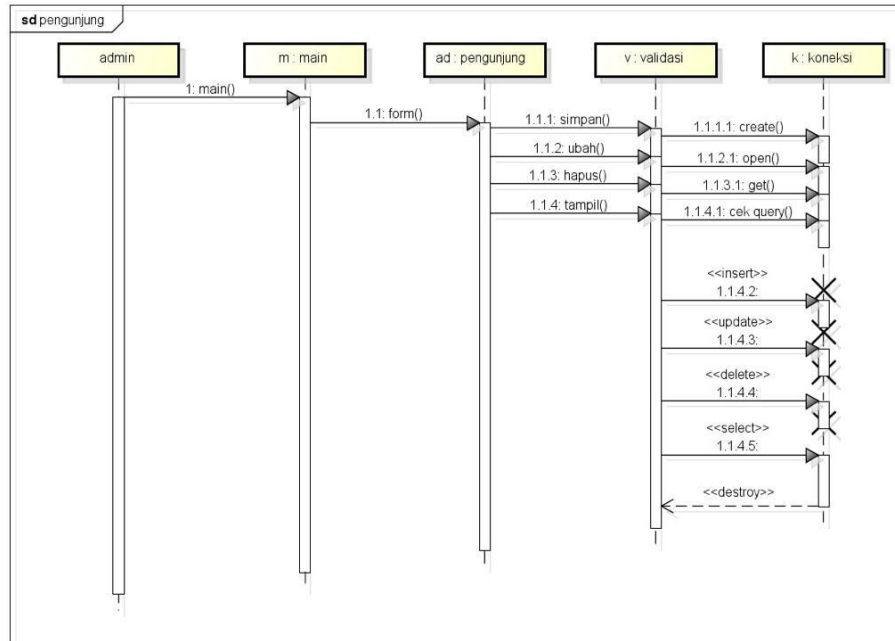 sd pengunjung
admin
m : main
ad : pengunjung
v : validasi
k : koneksi
1: main()
1.1: form()
1.1.1: simpan()
1.1.1.1: create()
1.1.2: ubah()
1.1.2.1: open()
1.1.3: hapus()
1.1.3.1: get()
1.1.4: tampil()
1.1.4.1: cek query()
<<insert>>
1.1.4.2:
<<update>>
1.1.4.3:
<<delete>>
1.1.4.4:
<<select>>
1.1.4.5:
<<destroy>>